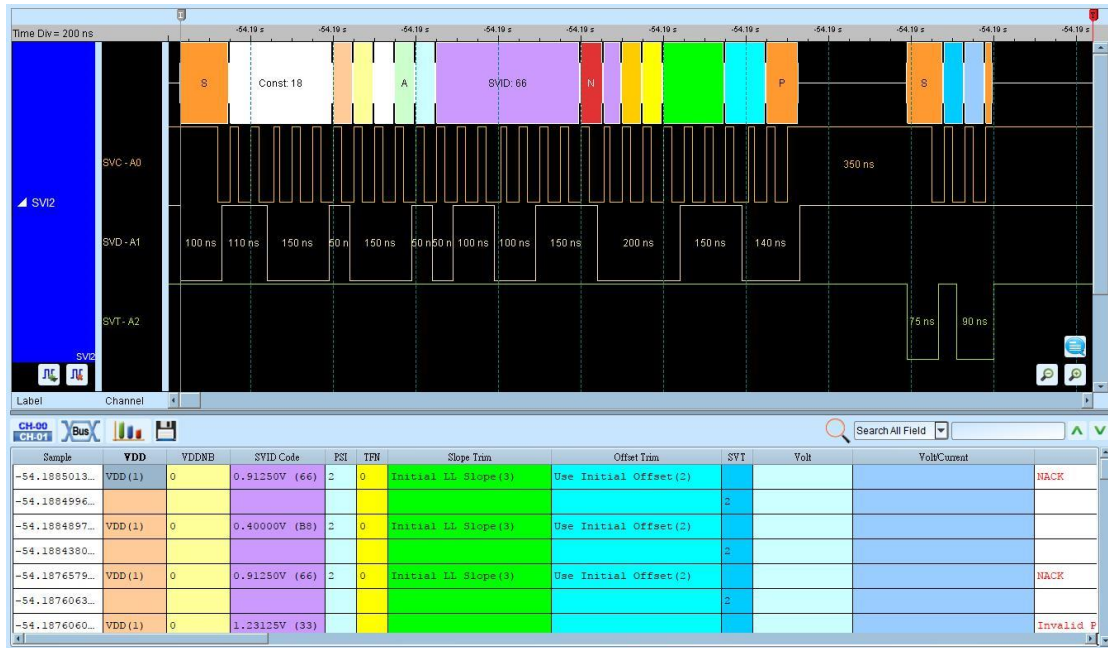 Time Div = 200 ns
-54.19 s -54.19 s -54.19 s -54.19 s -54.19 s -54.19 s -54.19 s -54.19 s -54.19 s -54.19 s -54.19 s
S Const: 18 A SVID: 66 N P S
SVC - A0 350 ns
SVI2
SVD - A1 100 ns 110 ns 150 ns 50 n 150 ns 50 n 50 n 100 ns 100 ns 150 ns 200 ns 150 ns 140 ns
SVT - A2 75 ns 90 ns
SVI2
Label Channel
CH-00
CH-01 Bus Search All Field
Sample VDD VDDNB SVID Code PSI TFN Slope Trim Offset Trim SVT Volt Volt/Current
-54.1885013... VDD(1) 0 0.91250V (66) 2 0 Initial LL Slope(3) Use Initial Offset(2) NACK
-54.1884996... 2
-54.1884897... VDD(1) 0 0.40000V (B8) 2 0 Initial LL Slope(3) Use Initial Offset(2)
-54.1884380... 2
-54.1876579... VDD(1) 0 0.91250V (66) 2 0 Initial LL Slope(3) Use Initial Offset(2) NACK
-54.1876063... 2
-54.1876060... VDD(1) 0 1.23125V (33) Invalid P